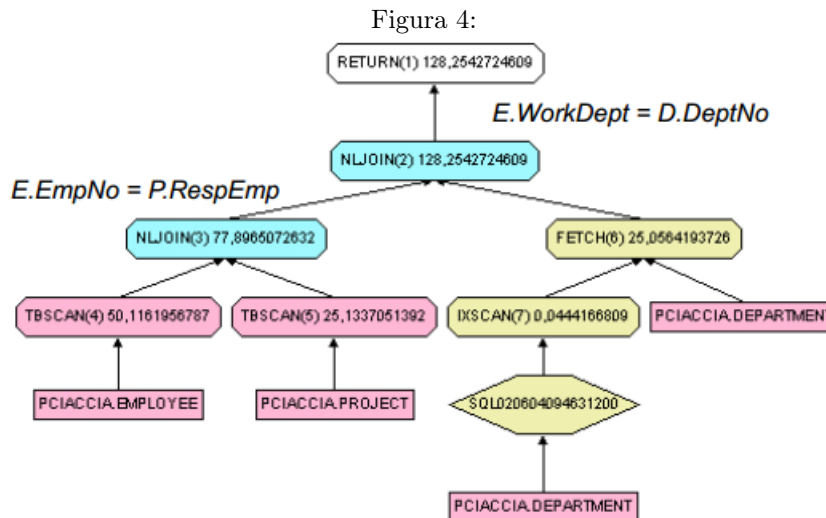 Figura 4:
RETURN(1) 128,2542724609
E.WorkDept = D.DeptNo
NLJOIN(2) 128,2542724609
E.EmpNo = P.RespEmp
NLJOIN(3) 77,8965072632
FETCH(6) 25,0564193726
TBSCAN(4) 50,1161956787
TBSCAN(5) 25,1337051392
IXSCAN(7) 0,0444166809
PCIACCIA.DEPARTMENT
PCIACCIA.EMPLOYEE
PCIACCIA.PROJECT
SQL020604094631200
PCIACCIA.DEPARTMENT